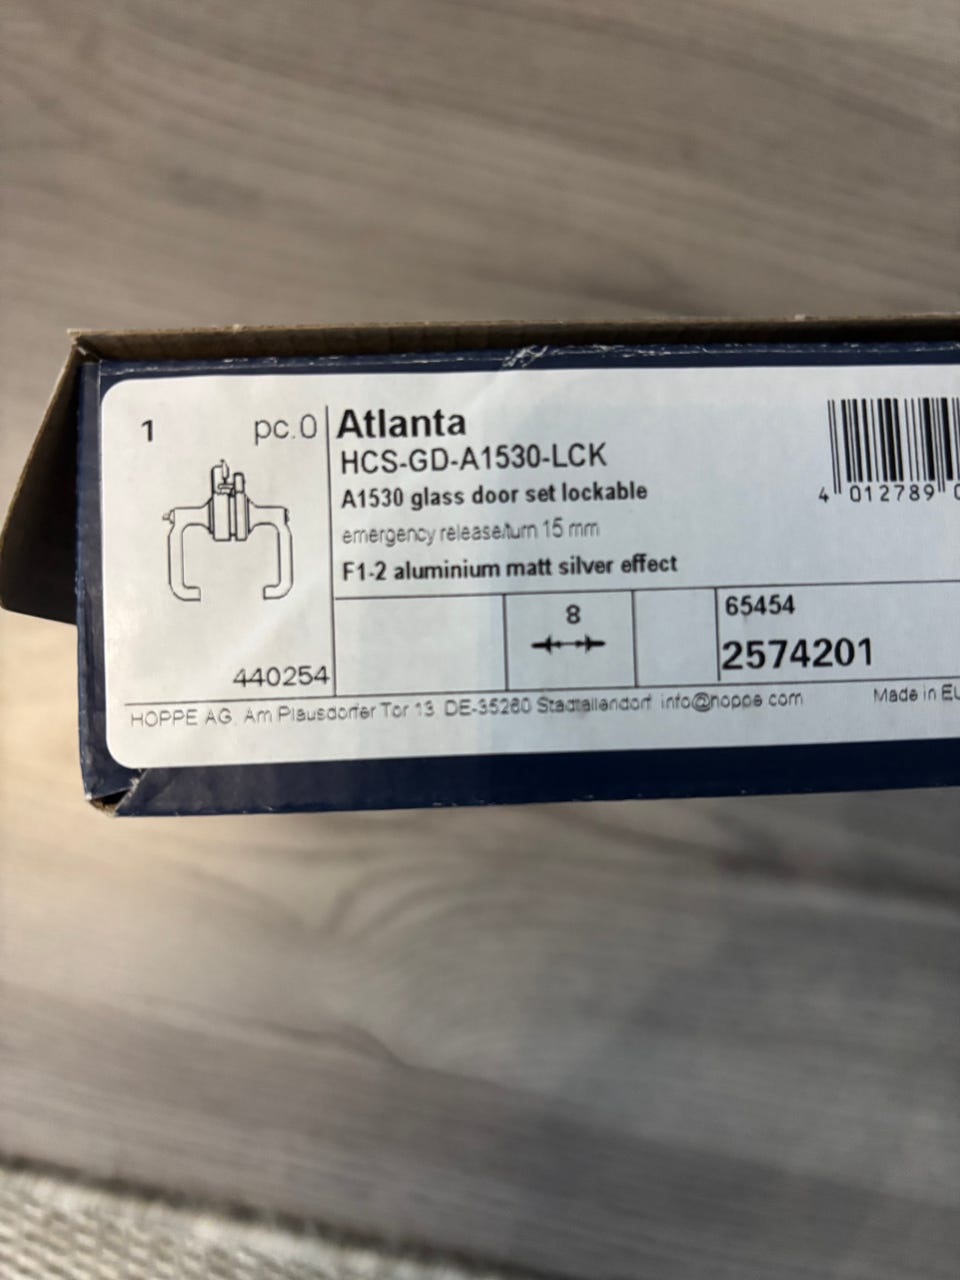 1 pc.0
Atlanta
HCS-GD-A1530-LCK
A1530 glass door set lockable
emergency release/turn 15 mm
F1-2 aluminium matt silver effect
4 012789
8
65454
2574201
440254
HOPPE AG, Am Plausdorfer Tor 13, DE-35260 Stadtallendorf info@hoppe.com
Made in EU